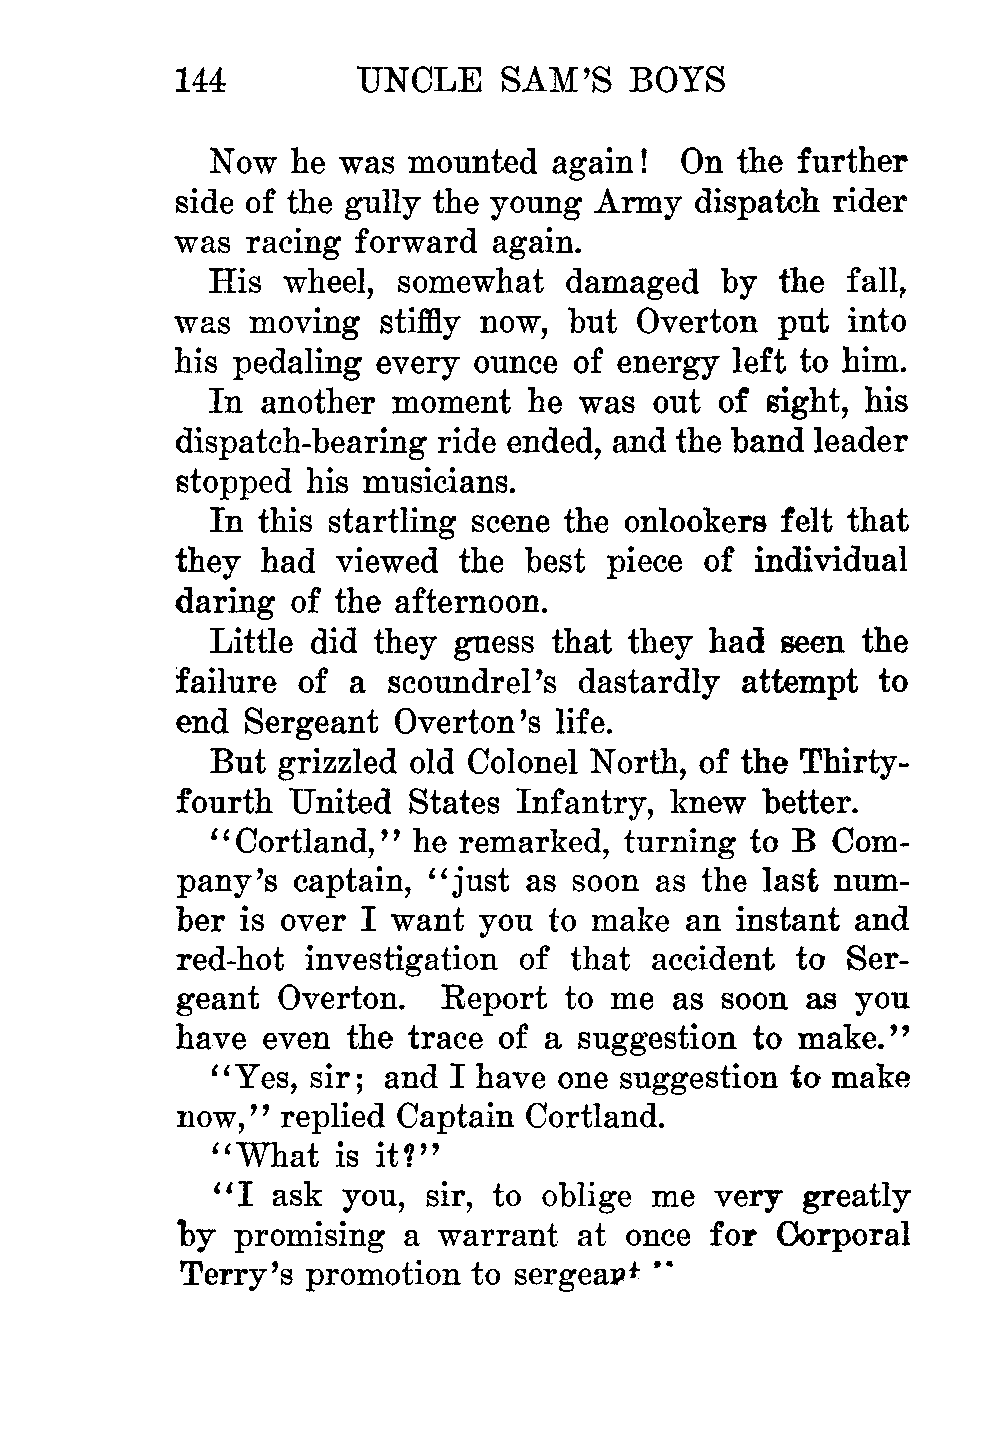 144 UNCLE SAM'S BOYS
Now he was mounted again! On the further
side of the gully the young Army dispatch rider
was racing forward again.
His wheel, somewhat damaged by the fall,
was moving stiffly now, but Overton put into
his pedaling every ounce of energy left to him.
In another moment he was out of sight, his
dispatch-bearing ride ended, and the band leader
stopped his musicians.
In this startling scene the onlookers felt that
they had viewed the best piece of individual
daring of the afternoon.
Little did they guess that they had seen the
failure of a scoundrel's dastardly attempt to
end Sergeant Overton's life.
But grizzled old Colonel North, of the Thirty-
fourth United States Infantry, knew better.
"Cortland," he remarked, turning to B Com-
pany's captain, "just as soon as the last num-
ber is over I want you to make an instant and
red-hot investigation of that accident to Ser-
geant Overton. Report to me as soon as you
have even the trace of a suggestion to make."
"Yes, sir; and I have one suggestion to make
now," replied Captain Cortland.
"What is it?"
"I ask you, sir, to oblige me very greatly
by promising a warrant at once for Corporal
Terry's promotion to sergeant"